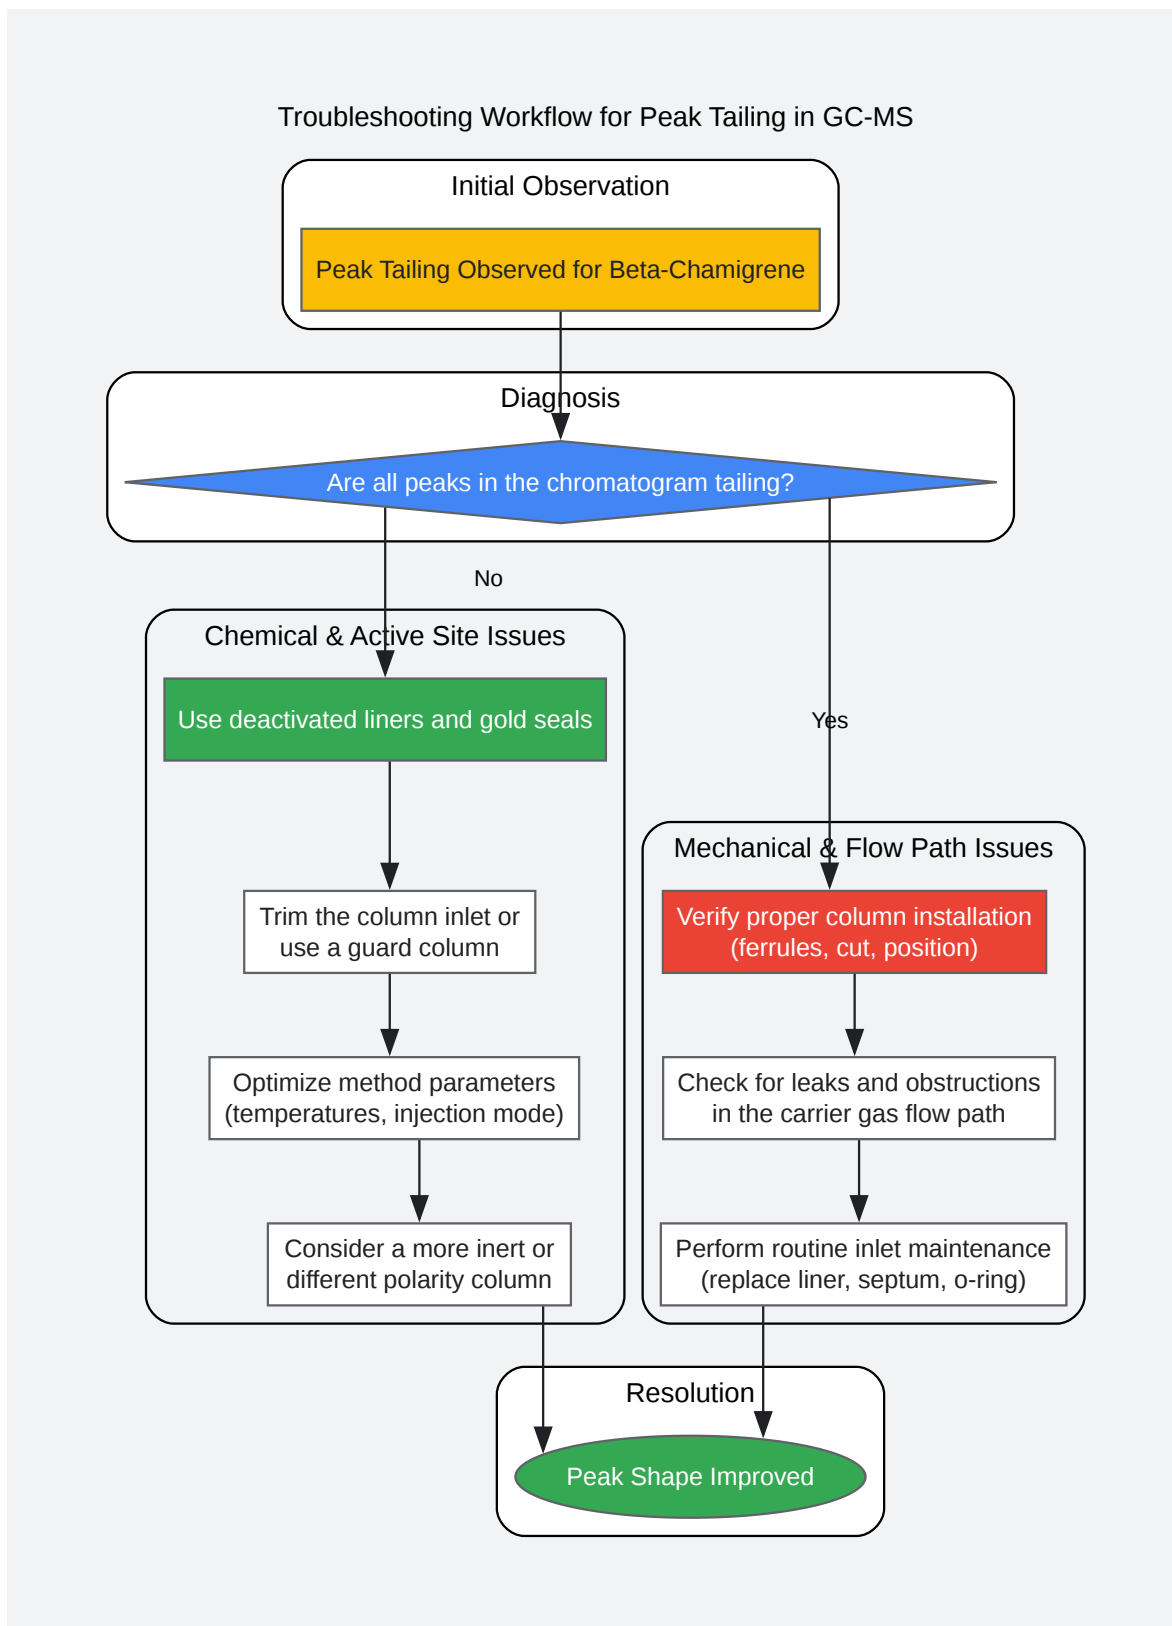 Troubleshooting Workflow for Peak Tailing in GC-MS
Initial Observation
Peak Tailing Observed for Beta-Chamigrene
Diagnosis
Are all peaks in the chromatogram tailing?
No
Chemical & Active Site Issues
Use deactivated liners and gold seals
Trim the column inlet or
use a guard column
Optimize method parameters
(temperatures, injection mode)
Consider a more inert or
different polarity column
Yes
Mechanical & Flow Path Issues
Verify proper column installation
(ferrules, cut, position)
Check for leaks and obstructions
in the carrier gas flow path
Perform routine inlet maintenance
(replace liner, septum, o-ring)
Resolution
Peak Shape Improved